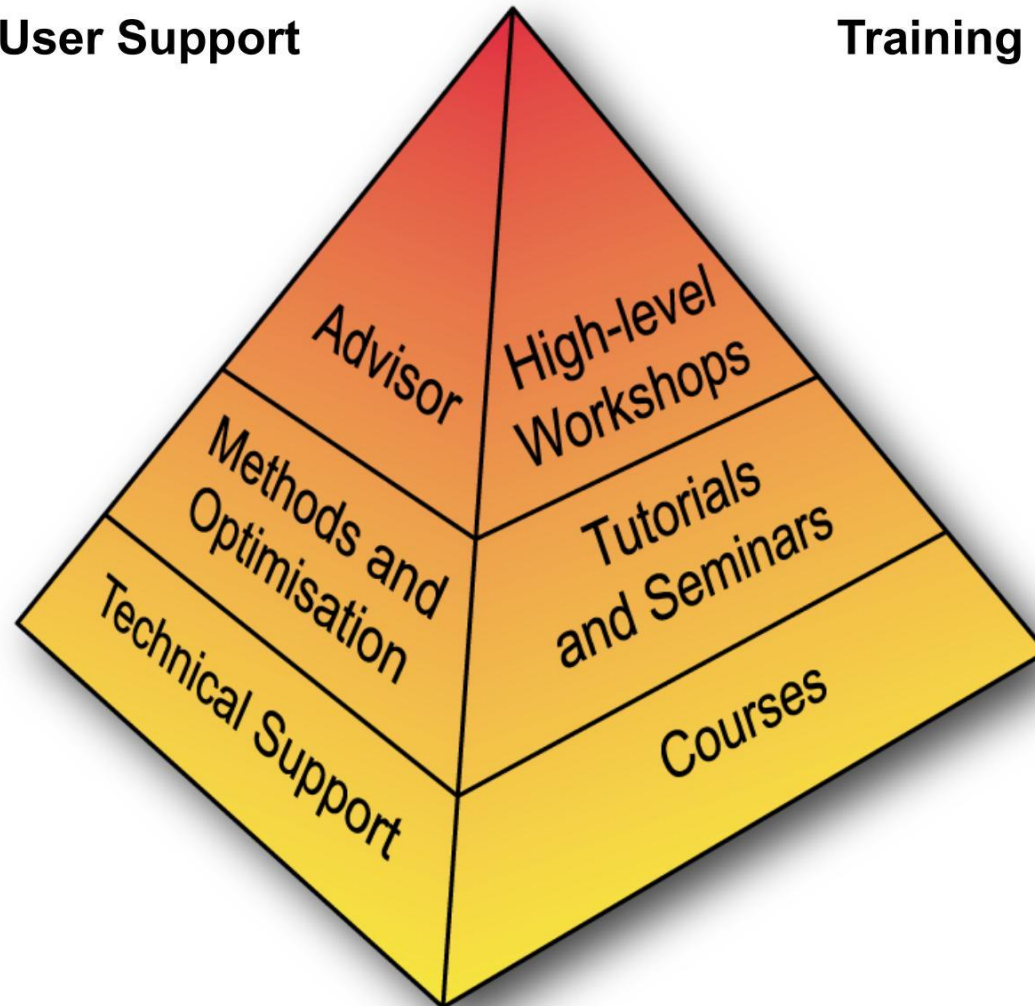 User Support
Training
Advisor
High-level
Workshops
Methods and
Optimisation
Tutorials
and Seminars
Technical Support
Courses